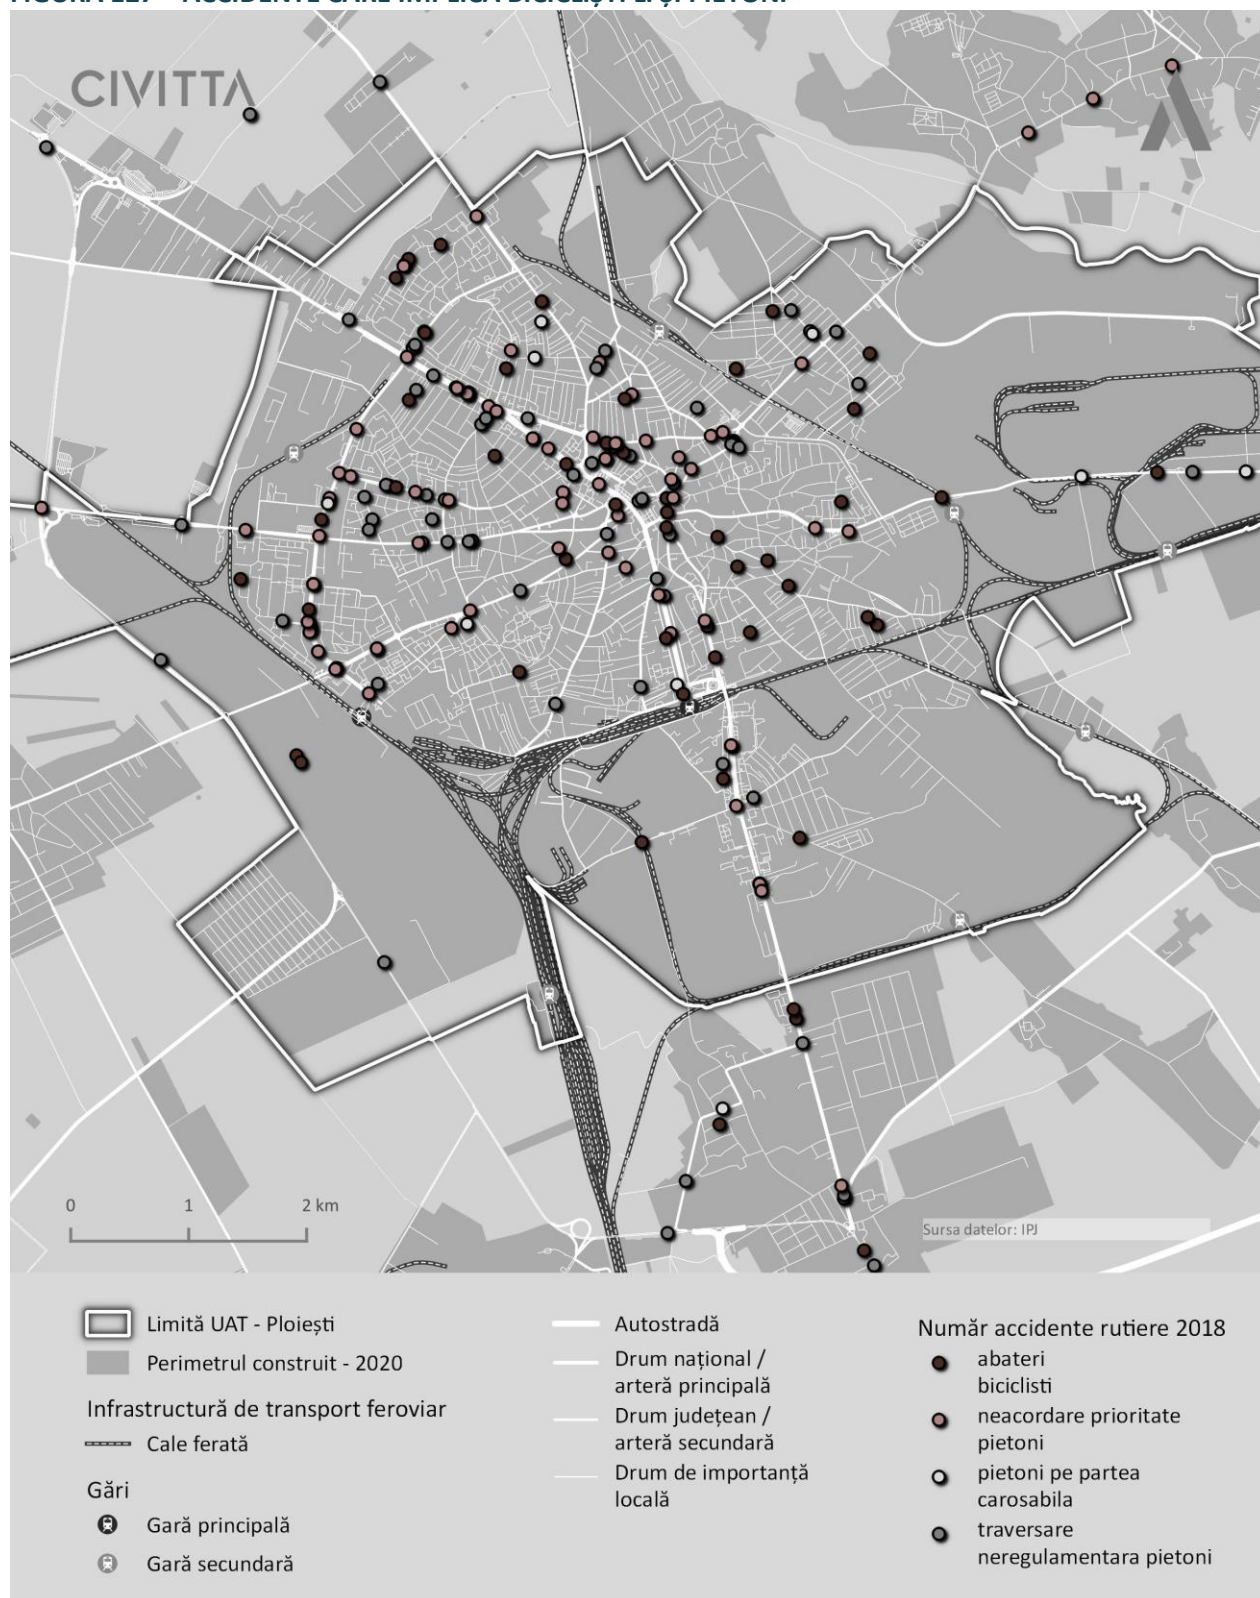 CIVITTA
0 1 2 km
Sursa datelor: IPJ
Limită UAT - Ploiești
Perimetrul construit - 2020
Infrastructură de transport feroviar
Cale ferată
Gări
Gară principală
Gară secundară
Autostradă
Drum național /
arteră principală
Drum județean /
arteră secundară
Drum de importanță
locală
Număr accidente rutiere 2018
abateri
biciclisti
neacordare prioritate
pietoni
pietoni pe partea
carosabila
traversare
neregulamentara pietoni